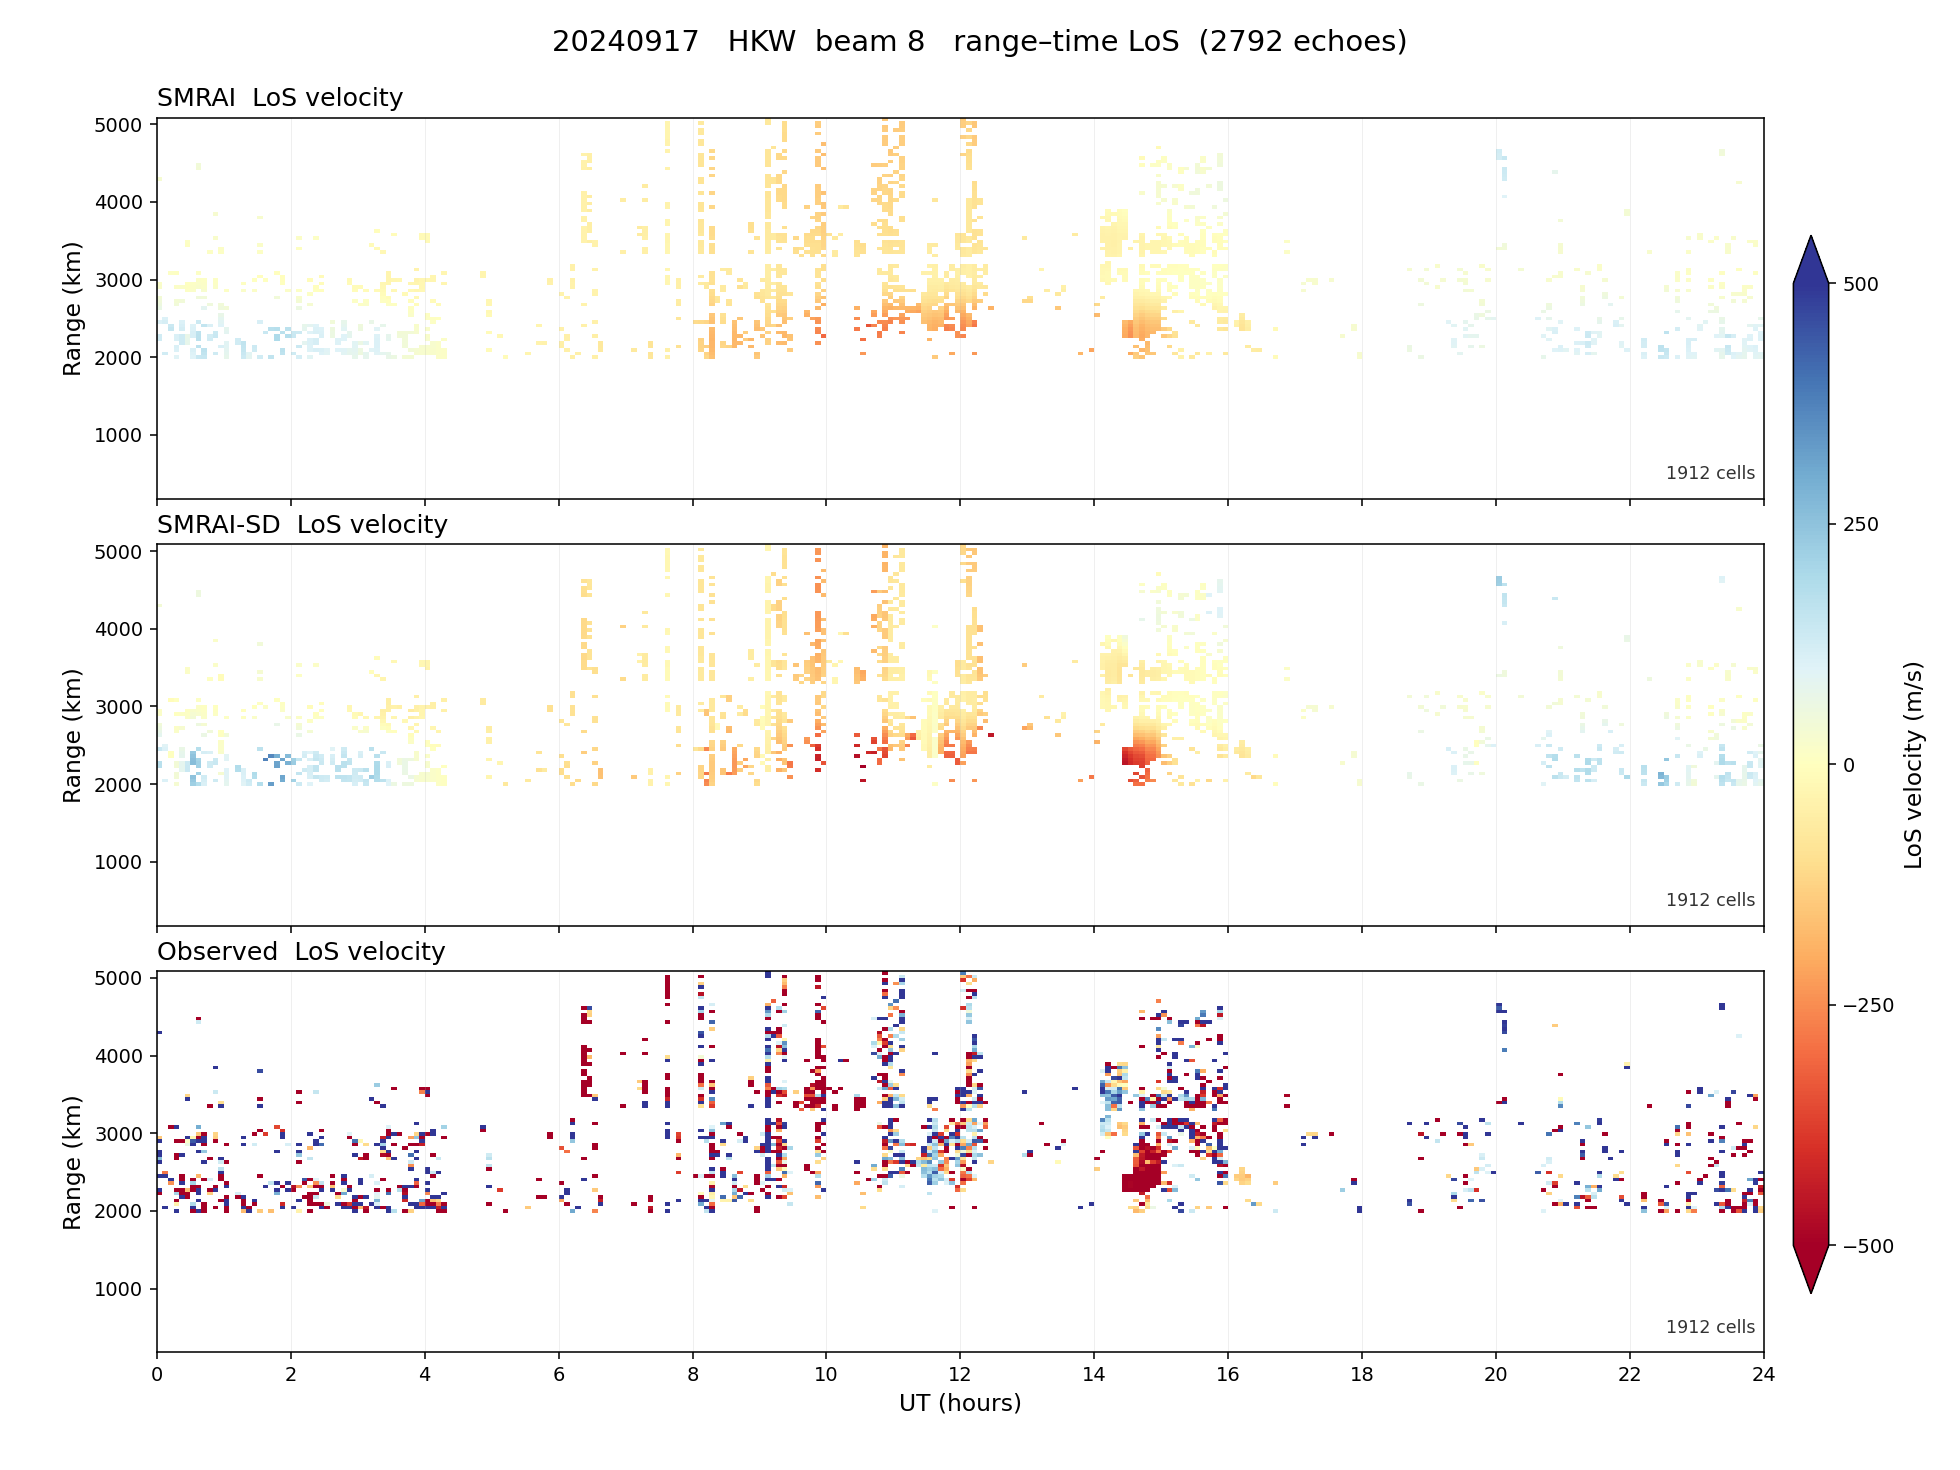 20240917   HKW  beam 8   range–time LoS  (2792 echoes)
SMRAI  LoS velocity
5000
4000
3000
2000
1000
Range (km)
1912 cells
SMRAI-SD  LoS velocity
5000
4000
3000
2000
1000
Range (km)
1912 cells
Observed  LoS velocity
5000
4000
3000
2000
1000
Range (km)
1912 cells
0 2 4 6 8 10 12 14 16 18 20 22 24
UT (hours)
500
250
0
−250
−500
LoS velocity (m/s)